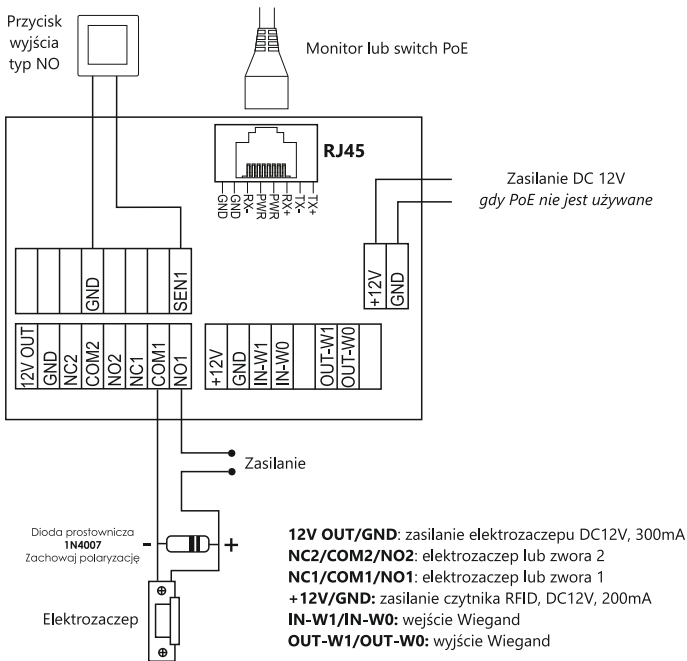 Przycisk
wyjścia
typ NO
Monitor lub switch PoE
RJ45
GND
GND
RX-
PWR
PWR
RX+
TX-
TX+
Zasilanie DC 12V
gdy PoE nie jest używane
+12V
GND
GND
SEN1
12V OUT
GND
NC2
COM2
NO2
NC1
COM1
NO1
+12V
GND
IN-W1
IN-W0
OUT-W1
OUT-W0
Zasilanie
Dioda prostownicza
1N4007
Zachowaj polaryzację
- +
Elektrozaczep
12V OUT/GND: zasilanie elektrozaczepu DC12V, 300mA
NC2/COM2/NO2: elektrozaczep lub zwora 2
NC1/COM1/NO1: elektrozaczep lub zwora 1
+12V/GND: zasilanie czytnika RFID, DC12V, 200mA
IN-W1/IN-W0: wejście Wiegand
OUT-W1/OUT-W0: wyjście Wiegand